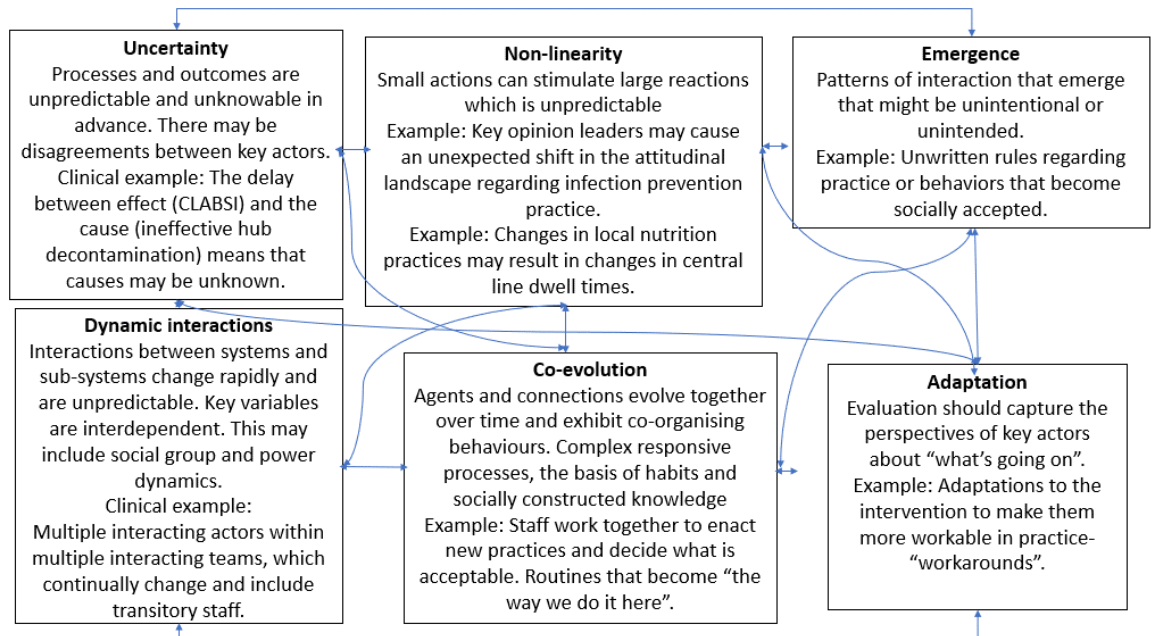 Uncertainty
Processes and outcomes are
unpredictable and unknowable in
advance. There may be
disagreements between key actors.
Clinical example: The delay
between effect (CLABSI) and the
cause (ineffective hub
decontamination) means that
causes may be unknown.
Non-linearity
Small actions can stimulate large reactions
which is unpredictable
Example: Key opinion leaders may cause
an unexpected shift in the attitudinal
landscape regarding infection prevention
practice.
Example: Changes in local nutrition
practices may result in changes in central
line dwell times.
Emergence
Patterns of interaction that emerge
that might be unintentional or
unintended.
Example: Unwritten rules regarding
practice or behaviors that become
socially accepted.
Dynamic interactions
Interactions between systems and
sub-systems change rapidly and
are unpredictable. Key variables
are interdependent. This may
include social group and power
dynamics.
Clinical example:
Multiple interacting actors within
multiple interacting teams, which
continually change and include
transitory staff.
Co-evolution
Agents and connections evolve together
over time and exhibit co-organising
behaviours. Complex responsive
processes, the basis of habits and
socially constructed knowledge
Example: Staff work together to enact
new practices and decide what is
acceptable. Routines that become “the
way we do it here”.
Adaptation
Evaluation should capture the
perspectives of key actors
about “what’s going on”.
Example: Adaptations to the
intervention to make them
more workable in practice-
“workarounds”.